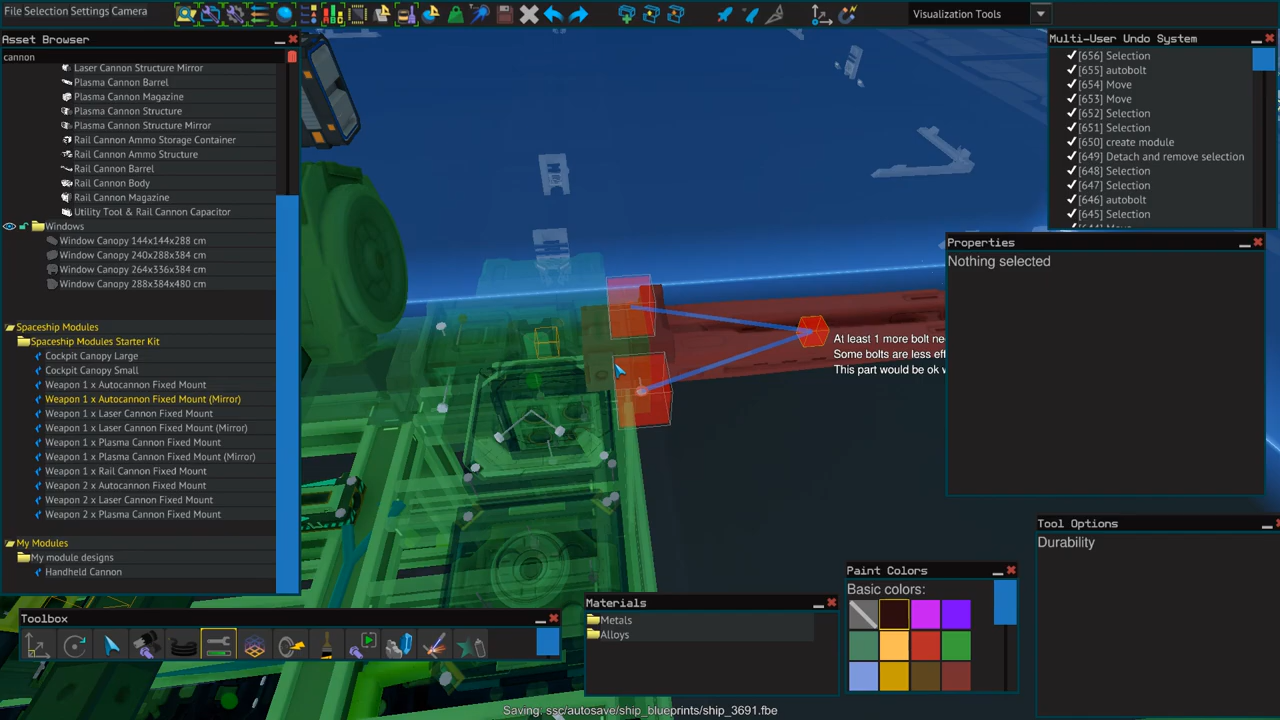 File Selection Settings Camera
Visualization Tools
Asset Browser
cannon
Laser Cannon Structure Mirror
Plasma Cannon Barrel
Plasma Cannon Magazine
Plasma Cannon Structure
Plasma Cannon Structure Mirror
Rail Cannon Ammo Storage Container
Rail Cannon Ammo Structure
Rail Cannon Barrel
Rail Cannon Body
Rail Cannon Magazine
Utility Tool & Rail Cannon Capacitor
Windows
Window Canopy 144x144x288 cm
Window Canopy 240x288x384 cm
Window Canopy 264x336x384 cm
Window Canopy 288x384x480 cm
Spaceship Modules
Spaceship Modules Starter Kit
Cockpit Canopy Large
Cockpit Canopy Small
Weapon 1 x Autocannon Fixed Mount
Weapon 1 x Autocannon Fixed Mount (Mirror)
Weapon 1 x Laser Cannon Fixed Mount
Weapon 1 x Laser Cannon Fixed Mount (Mirror)
Weapon 1 x Plasma Cannon Fixed Mount
Weapon 1 x Plasma Cannon Fixed Mount (Mirror)
Weapon 1 x Rail Cannon Fixed Mount
Weapon 2 x Autocannon Fixed Mount
Weapon 2 x Laser Cannon Fixed Mount
Weapon 2 x Plasma Cannon Fixed Mount
My Modules
My module designs
Handheld Cannon
Toolbox
At least 1 more bolt ne
Some bolts are less eff
This part would be ok w
Multi-User Undo System
[656] Selection
[655] autobolt
[654] Move
[653] Move
[652] Selection
[651] Selection
[650] create module
[649] Detach and remove selection
[648] Selection
[647] Selection
[646] autobolt
[645] Selection
Properties
Nothing selected
Tool Options
Durability
Paint Colors
Basic colors:
Materials
Metals
Alloys
Saving: ssc/autosave/ship_blueprints/ship_3691.fbe